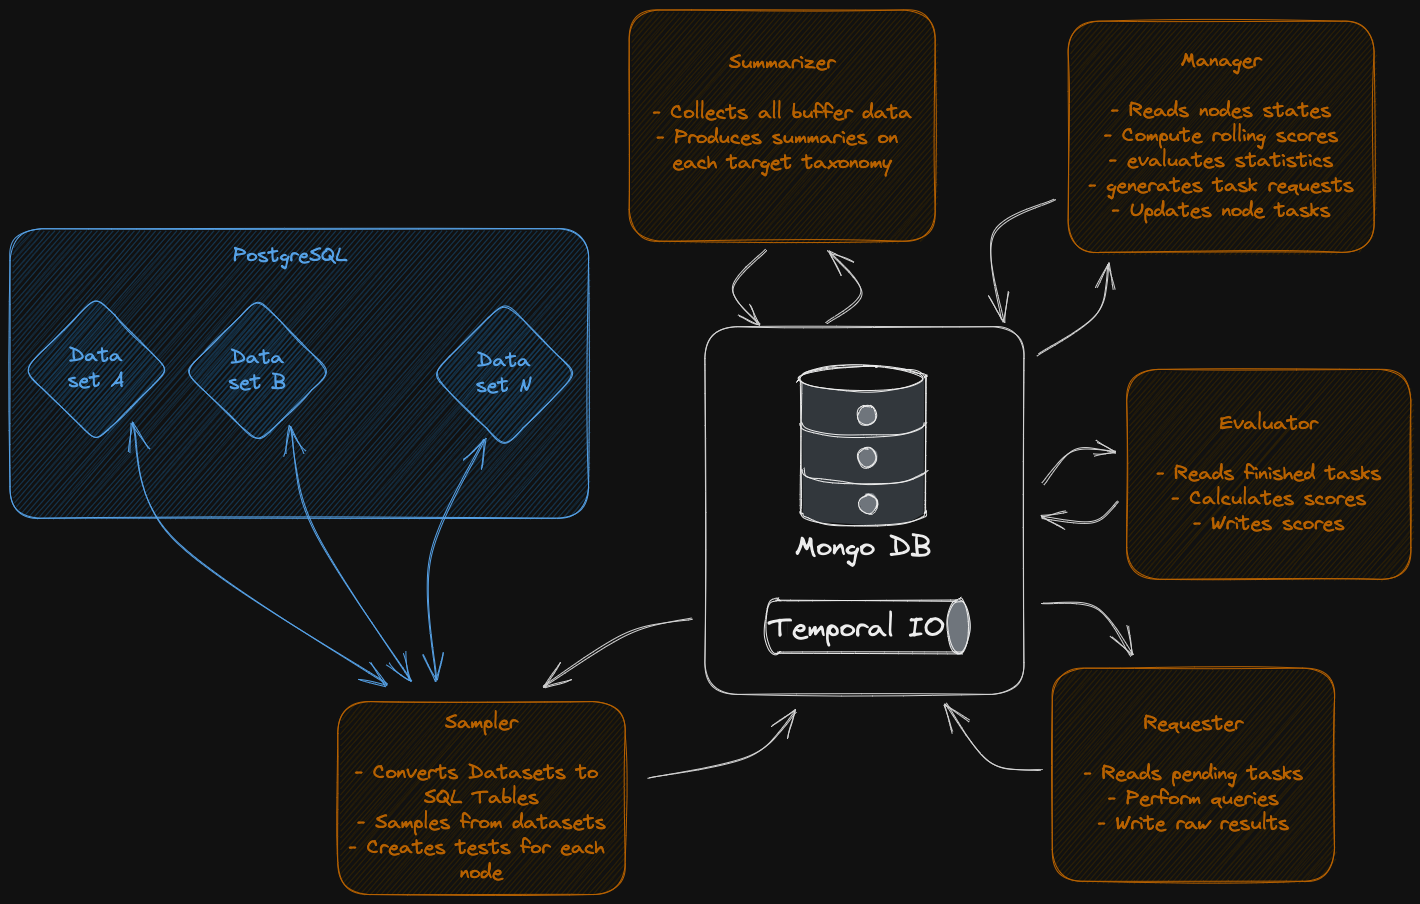 Summarizer
- Collects all buffer data
- Produces summaries on
each target taxonomy
Manager
- Reads nodes states
- Compute rolling scores
- evaluates statistics
- generates task requests
- Updates node tasks
PostgreSQL
Data
set A
Data
set B
Data
set N
Mongo DB
Temporal IO
Evaluator
- Reads finished tasks
- Calculates scores
- Writes scores
Sampler
- Converts Datasets to
SQL Tables
- Samples from datasets
- Creates tests for each
node
Requester
- Reads pending tasks
- Perform queries
- Write raw results